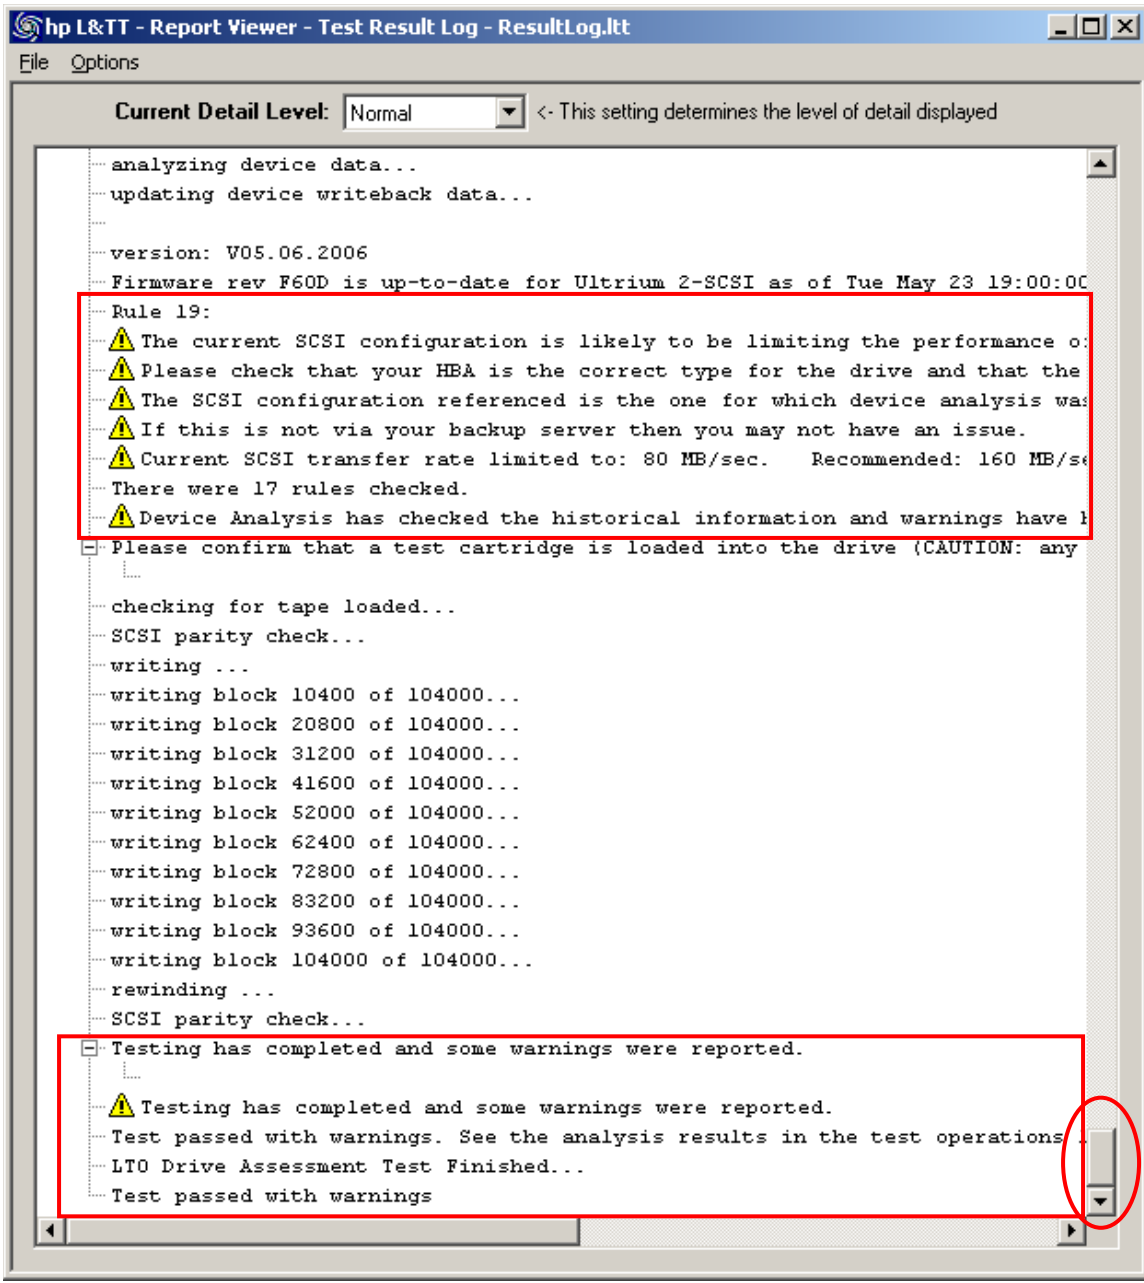 hp L&TT - Report Viewer - Test Result Log - ResultLog.ltt
File Options
Current Detail Level: Normal <- This setting determines the level of detail displayed
analyzing device data...
updating device writeback data...
version: V05.06.2006
Firmware rev F60D is up-to-date for Ultrium 2-SCSI as of Tue May 23 19:00:00
Rule 19:
The current SCSI configuration is likely to be limiting the performance
Please check that your HBA is the correct type for the drive and that the
The SCSI configuration referenced is the one for which device analysis was
If this is not via your backup server then you may not have an issue.
Current SCSI transfer rate limited to: 80 MB/sec. Recommended: 160
There were 17 rules checked.
Device Analysis has checked the historical information and warnings have
Please confirm that a test cartridge is loaded into the drive (CAUTION: any
checking for tape loaded...
SCSI parity check...
writing ...
writing block 10400 of 104000...
writing block 20800 of 104000...
writing block 31200 of 104000...
writing block 41600 of 104000...
writing block 52000 of 104000...
writing block 62400 of 104000...
writing block 72800 of 104000...
writing block 83200 of 104000...
writing block 93600 of 104000...
writing block 104000 of 104000...
rewinding ...
SCSI parity check...
Testing has completed and some warnings were reported.
Testing has completed and some warnings were reported.
Test passed with warnings. See the analysis results in the test operations
LTO Drive Assessment Test Finished...
Test passed with warnings